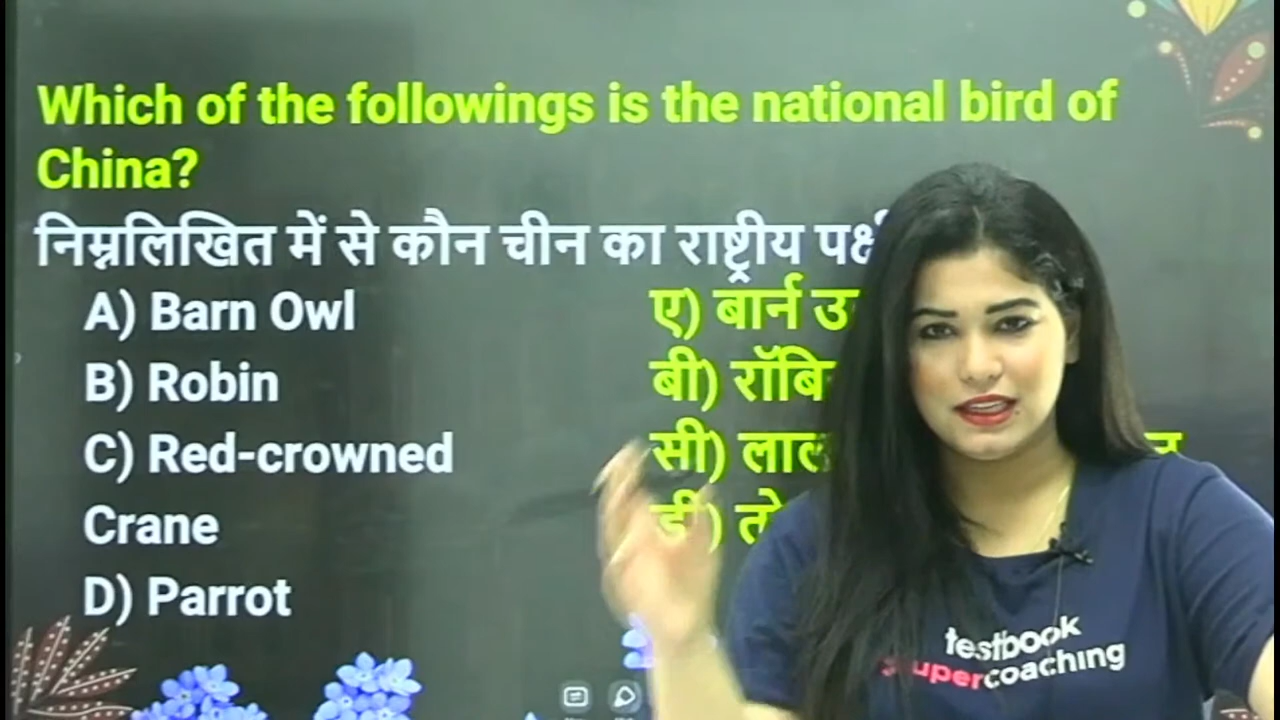 Which of the followings is the national bird of
China?
निम्नलिखित में से कौन चीन का राष्ट्रीय
A) Barn Owl
ए) बार्न
B) Robin
बी)
C) Red-crowned
सी)
Crane
डी)
D) Parrot
testbook
supercoaching